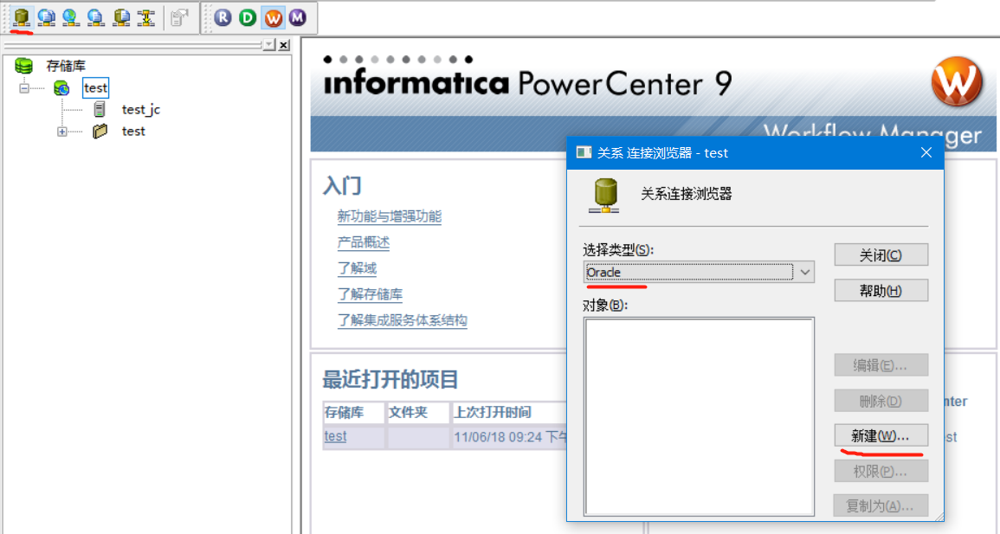 R D W M
存储库
test
test_jc
test
informatica PowerCenter 9
W
Workflow Manager
入门
新功能与增强功能
产品概述
了解域
了解存储库
了解集成服务体系结构
最近打开的项目
存储库 文件夹 上次打开时间
test 11/06/18 09:24 下午
关系 连接浏览器 - test
关系连接浏览器
选择类型(S):
Oracle
对象(B):
关闭(C)
帮助(H)
编辑(E)...
删除(D)
新建(W)...
权限(P)...
复制为(A)...
nter
st